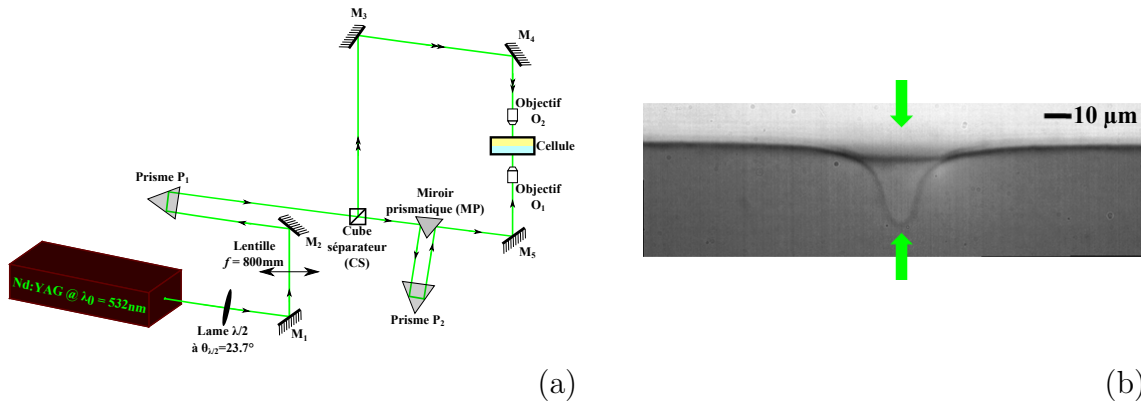 M₃
M₄
Objectif
O₂
Cellule
Objectif
O₁
Prisme P₁
Miroir
prismatique (MP)
M₂
Cube
séparateur
(CS)
M₅
Lentille
f = 800mm
Nd:YAG @ λ₀ = 532nm
Prisme P₂
M₁
Lame λ/2
à θλ/2=23.7°
(a)
10 µm
(b)